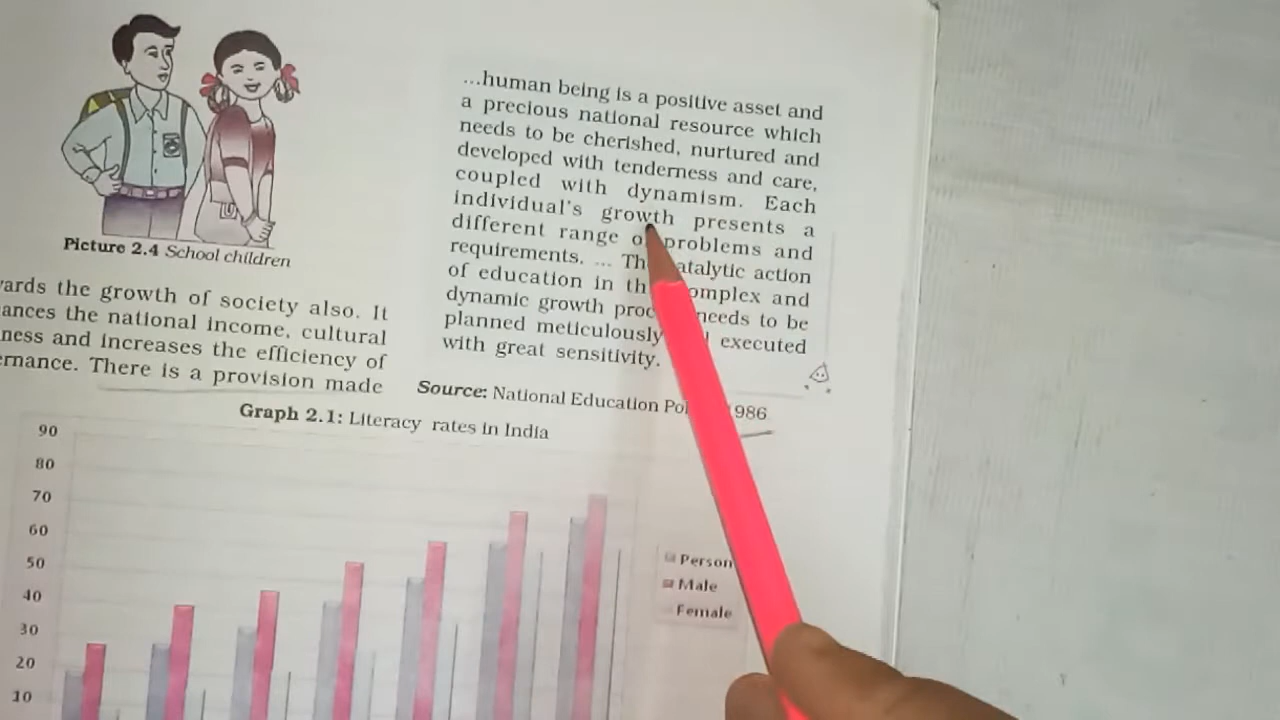 Picture 2.4 School children
ards the growth of society also. It
ances the national income, cultural
ness and increases the efficiency of
ernance. There is a provision made
...human being is a positive asset and
a precious national resource which
needs to be cherished, nurtured and
developed with tenderness and care,
coupled with dynamism. Each
individual's growth presents a
different range o problems and
requirements. ... Th atalytic action
of education in th omplex and
dynamic growth proc needs to be
planned meticulously executed
with great sensitivity.
Source: National Education Pol 986
Graph 2.1: Literacy rates in India
90
80
70
60
50
40
30
20
10
Person
Male
Female